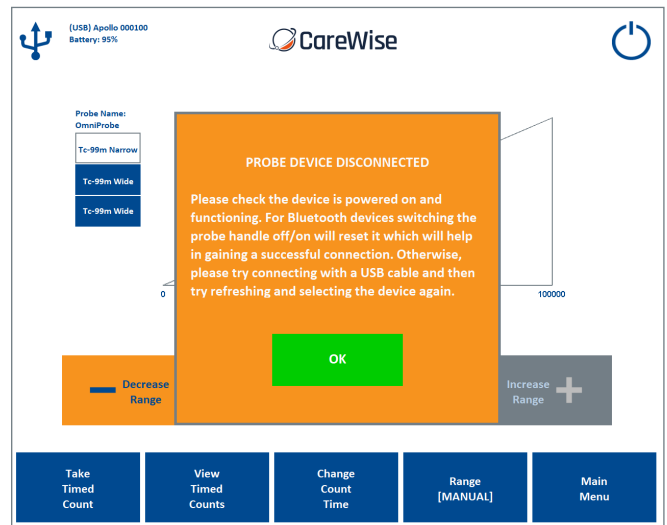 (USB) Apollo 000100
Battery: 95%
CareWise
Probe Name:
OmniProbe
Tc-99m Narrow
Tc-99m Wide
Tc-99m Wide
PROBE DEVICE DISCONNECTED
Please check the device is powered on and
functioning. For Bluetooth devices switching the
probe handle off/on will reset it which will help
in gaining a successful connection. Otherwise,
please try connecting with a USB cable and then
try refreshing and selecting the device again.
0
100000
OK
Decrease
Range
Increase
Range
Take
Timed
Count
View
Timed
Counts
Change
Count
Time
Range
[MANUAL]
Main
Menu